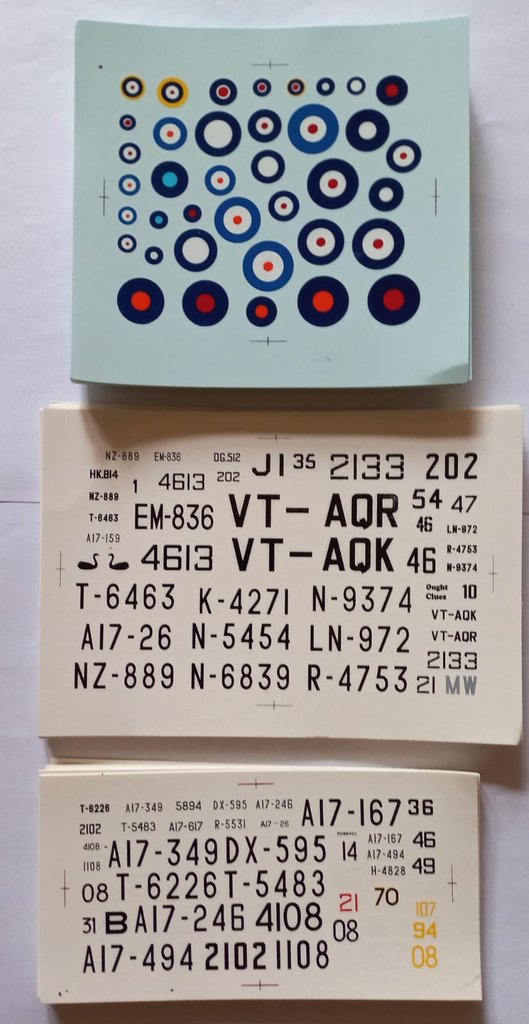 NZ-889 EM-836 DG.512 JI 35 2133 202
HK.814 1 4613 202
NZ-889 EM-836 VT-AQR 54 47
T-6463 46 LN-972
A17-159 4613 VT-AQK 46 R-4753
N-9374
T-6463 K-4271 N-9374 Ought Clues 10
VT-AQK
A17-26 N-5454 LN-972 VT-AQR
2133
NZ-889 N-6839 R-4753 21 MW
T-6226 A17-349 5894 DX-595 A17-246 A17-167 36
2102 T-5483 A17-617 R-5531 A17-26
4108 A17-349 DX-595 14 A17-167 46
1108 A17-494 49
H-4828
08 T-6226 T-5483 21 70
107
31 B A17-246 4108 08 94
A17-494 2102 1108 08